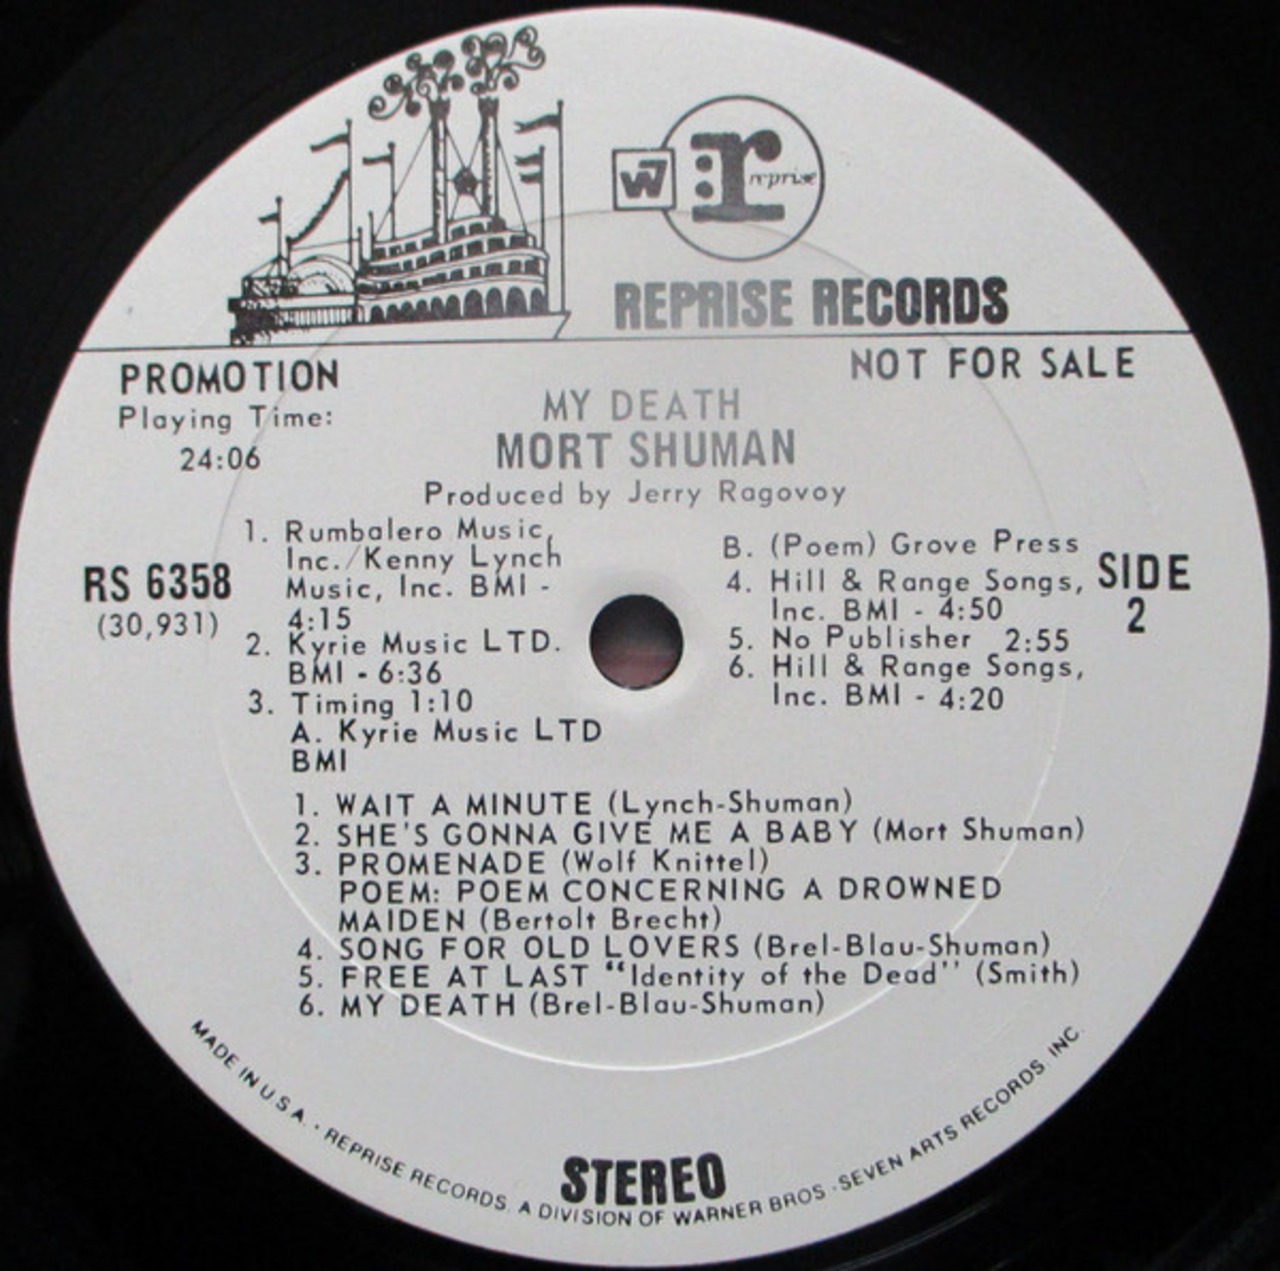 W7 r reprise
REPRISE RECORDS
PROMOTION
NOT FOR SALE
Playing Time:
24:06
MY DEATH
MORT SHUMAN
Produced by Jerry Ragovoy
RS 6358
(30,931)
SIDE
2
1. Rumbalero Music,
Inc./Kenny Lynch
Music, Inc. BMI -
4:15
2. Kyrie Music LTD.
BMI - 6:36
3. Timing 1:10
A. Kyrie Music LTD
BMI
B. (Poem) Grove Press
4. Hill & Range Songs,
Inc. BMI - 4:50
5. No Publisher 2:55
6. Hill & Range Songs,
Inc. BMI - 4:20
1. WAIT A MINUTE (Lynch-Shuman)
2. SHE'S GONNA GIVE ME A BABY (Mort Shuman)
3. PROMENADE (Wolf Knittel)
POEM: POEM CONCERNING A DROWNED
MAIDEN (Bertolt Brecht)
4. SONG FOR OLD LOVERS (Brel-Blau-Shuman)
5. FREE AT LAST "Identity of the Dead" (Smith)
6. MY DEATH (Brel-Blau-Shuman)
STEREO
MADE IN U.S.A. · REPRISE RECORDS, A DIVISION OF WARNER BROS.-SEVEN ARTS RECORDS, INC.